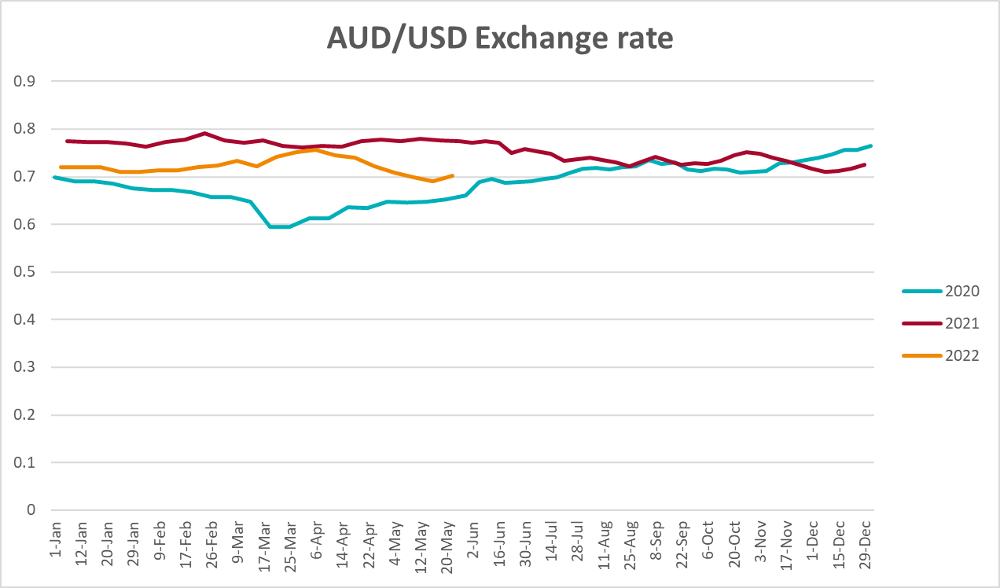 AUD/USD Exchange rate
0.9
0.8
0.7
0.6
0.5
0.4
0.3
0.2
0.1
0
1-Jan
12-Jan
20-Jan
29-Jan
9-Feb
17-Feb
26-Feb
9-Mar
17-Mar
25-Mar
6-Apr
14-Apr
22-Apr
4-May
12-May
20-May
2-Jun
16-Jun
30-Jun
14-Jul
28-Jul
11-Aug
25-Aug
8-Sep
22-Sep
6-Oct
20-Oct
3-Nov
17-Nov
1-Dec
15-Dec
29-Dec
2020
2021
2022